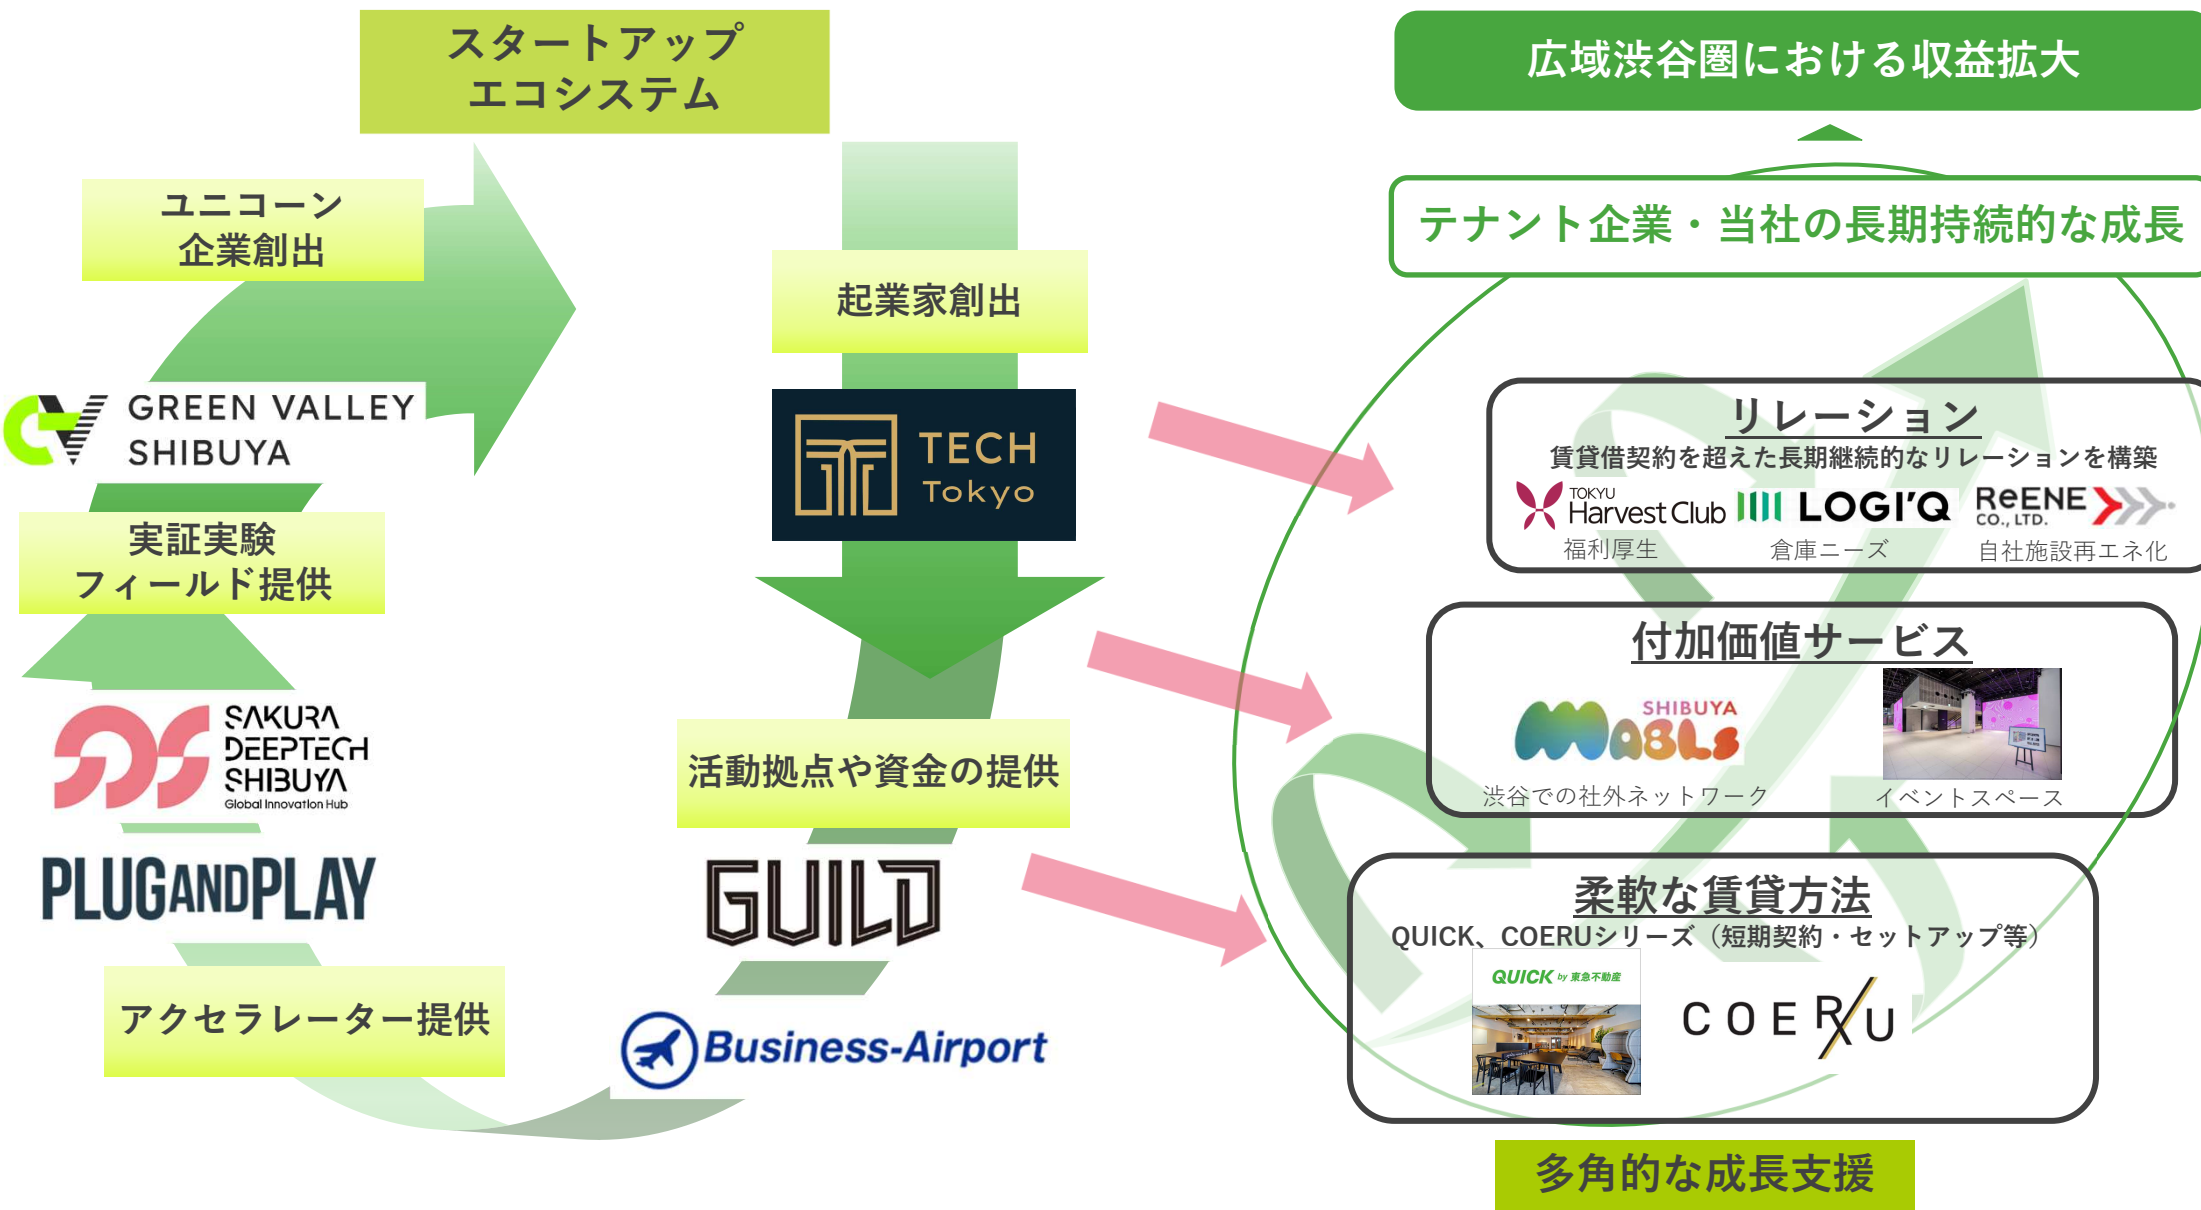 スタートアップ
エコシステム
ユニコーン
企業創出
GREEN VALLEY
SHIBUYA
実証実験
フィールド提供
SAKURA
DEEPTECH
SHIBUYA
Global Innovation Hub
PLUGANDPLAY
アクセラレーター提供
起業家創出
TECH
Tokyo
活動拠点や資金の提供
GUILD
Business-Airport
広域渋谷圏における収益拡大
テナント企業・当社の長期持続的な成長
リレーション
賃貸借契約を超えた長期継続的なリレーションを構築
TOKYU
Harvest Club
福利厚生
LOGI'Q
倉庫ニーズ
ReENE
CO., LTD.
自社施設再エネ化
付加価値サービス
SHIBUYA
MABLs
渋谷での社外ネットワーク
イベントスペース
柔軟な賃貸方法
QUICK、COERUシリーズ（短期契約・セットアップ等）
QUICK by 東急不動産
COERU
多角的な成長支援